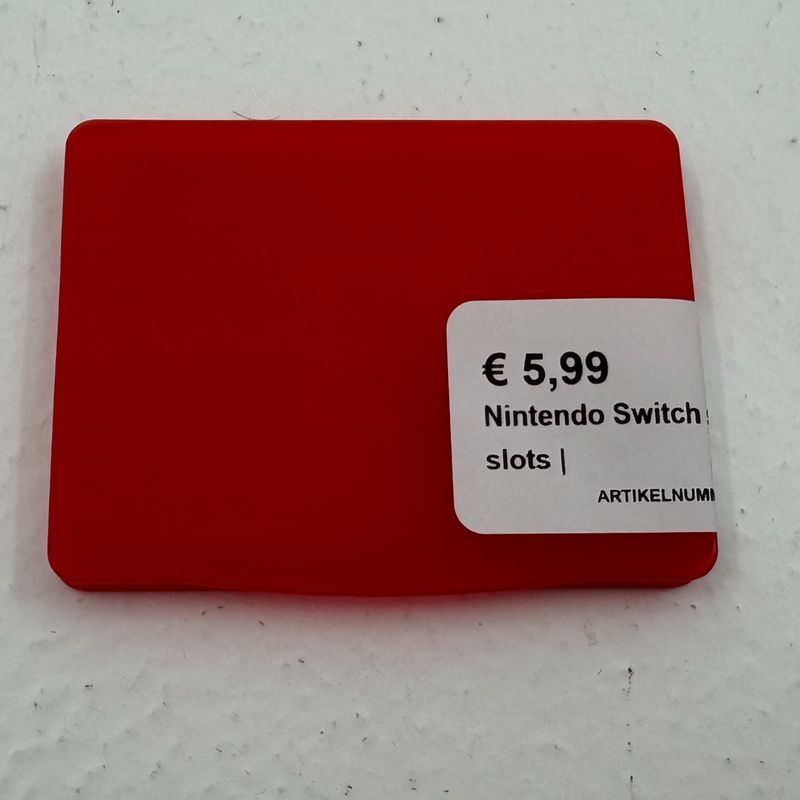 € 5,99
Nintendo Switch
slots |
ARTIKELNUM